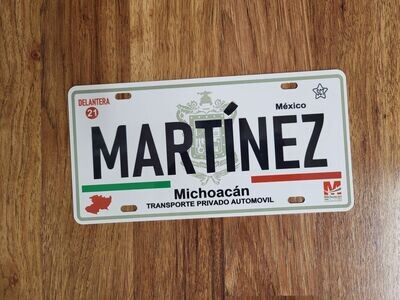 DELANTERA
21
México
MARTÍNEZ
Michoacán
TRANSPORTE PRIVADO AUTOMOVIL